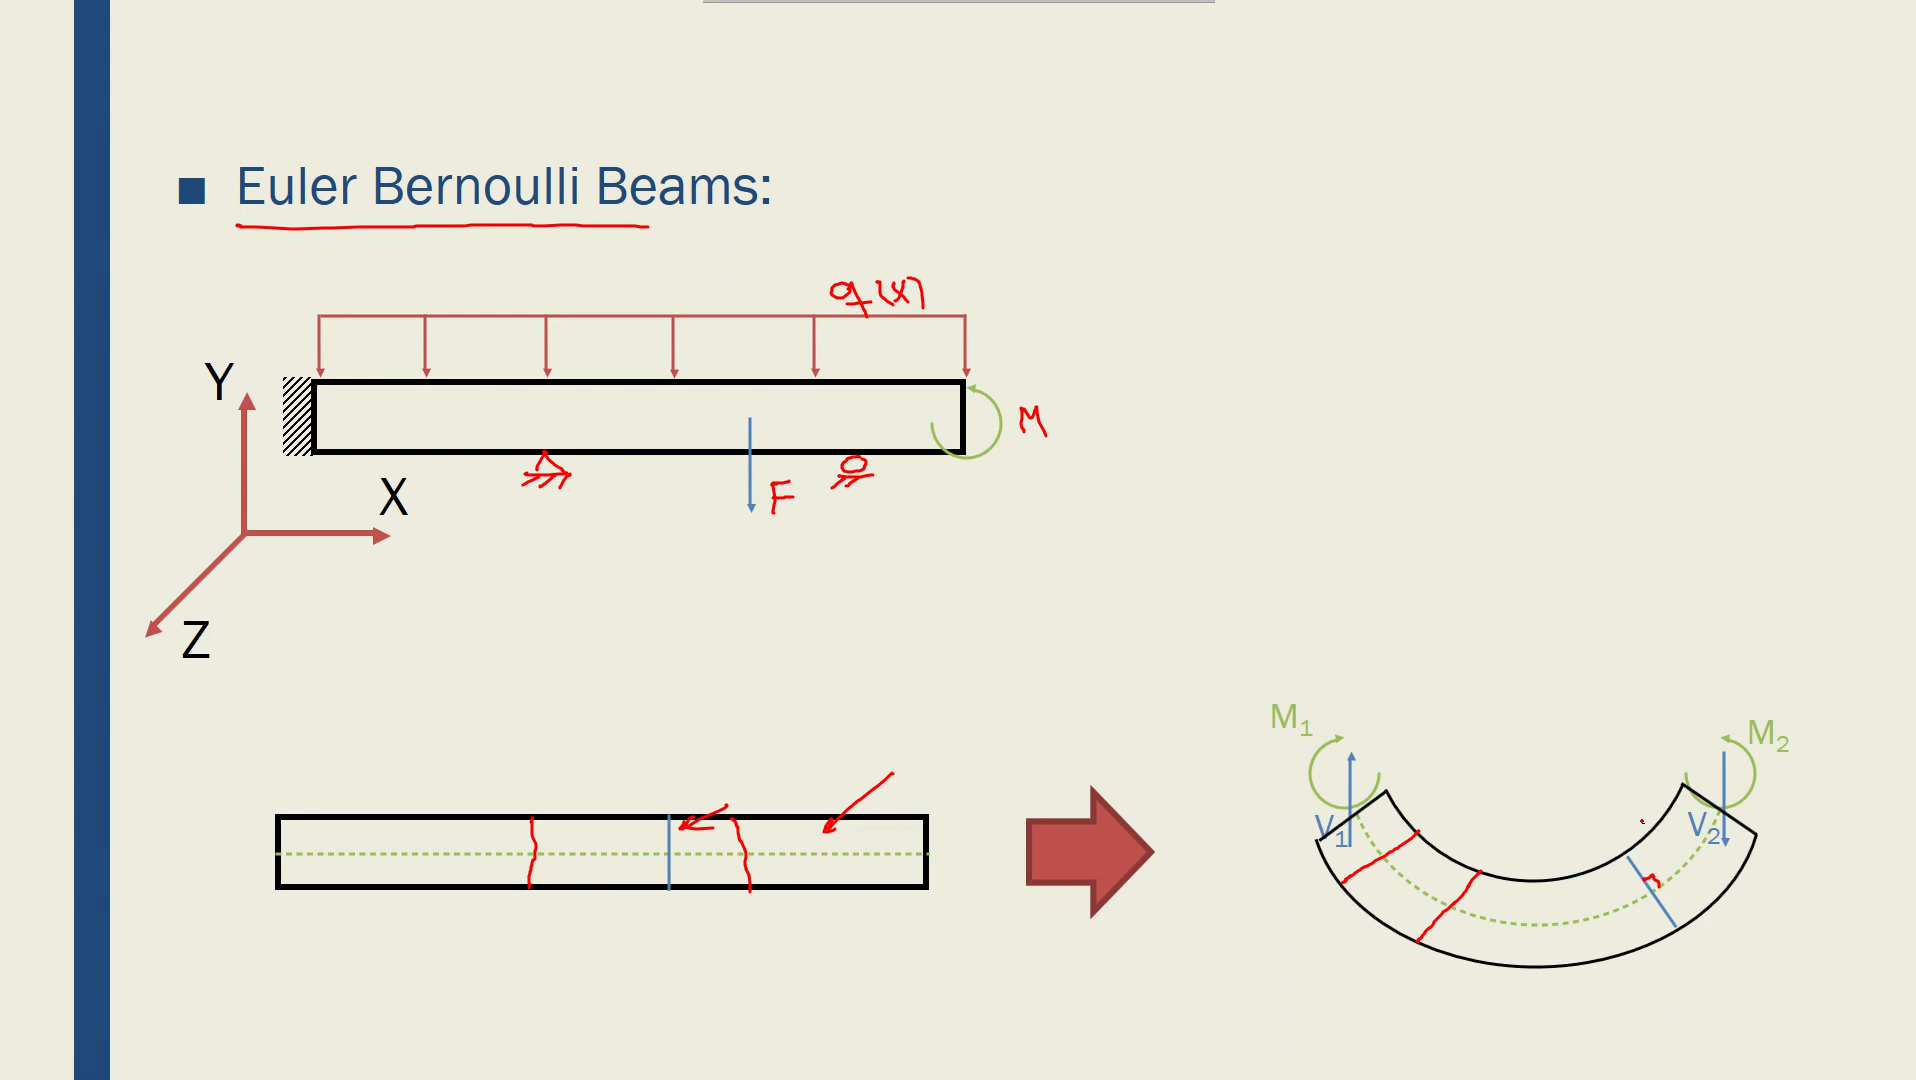 ■ Euler Bernoulli Beams:
q(x)
Y
M
X
F
Z
M1
M2
V1
V2